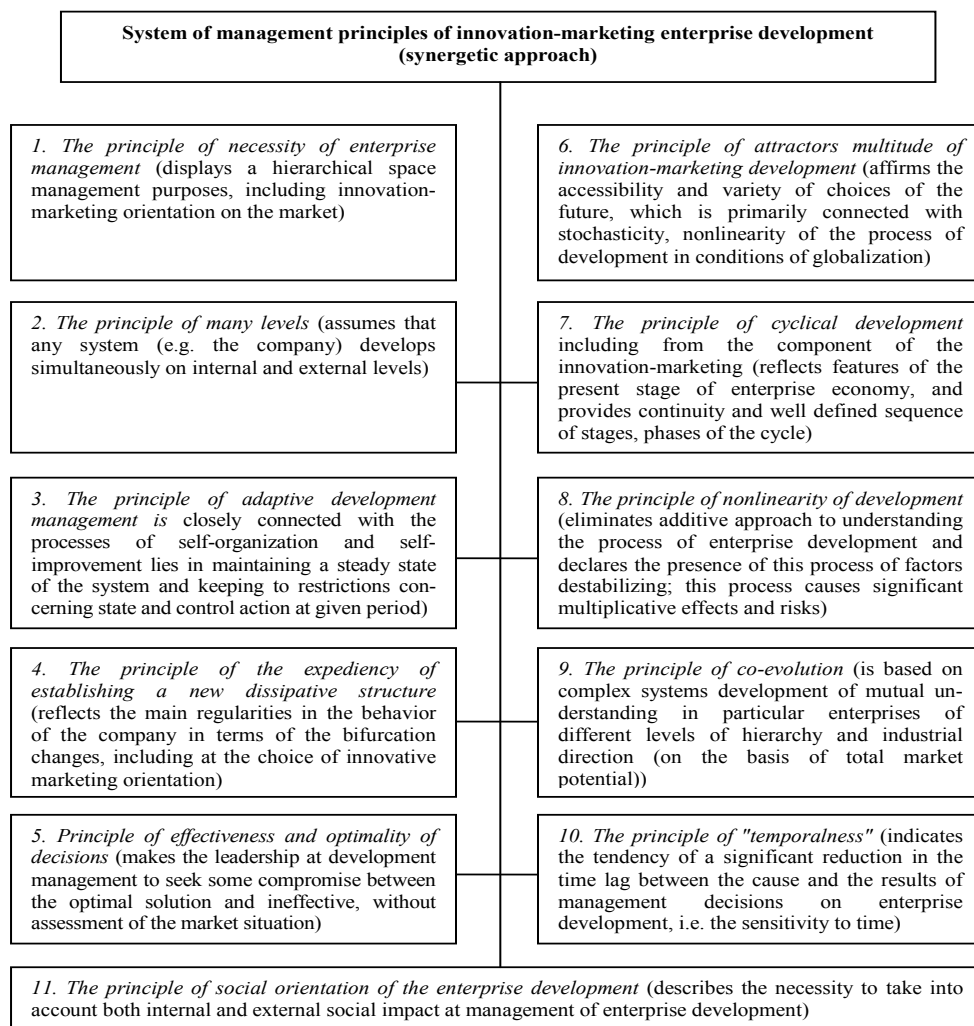 System of management principles of innovation-marketing enterprise development
(synergetic approach)
1. The principle of necessity of enterprise
management (displays a hierarchical space
management purposes, including innovation-
marketing orientation on the market)
2. The principle of many levels (assumes that
any system (e.g. the company) develops
simultaneously on internal and external levels)
3. The principle of adaptive development
management is closely connected with the
processes of self-organization and self-
improvement lies in maintaining a steady state
of the system and keeping to restrictions con-
cerning state and control action at given period)
4. The principle of the expediency of
establishing a new dissipative structure
(reflects the main regularities in the behavior
of the company in terms of the bifurcation
changes, including at the choice of innovative
marketing orientation)
5. Principle of effectiveness and optimality of
decisions (makes the leadership at development
management to seek some compromise between
the optimal solution and ineffective, without
assessment of the market situation)
6. The principle of attractors multitude of
innovation-marketing development (affirms the
accessibility and variety of choices of the
future, which is primarily connected with
stochasticity, nonlinearity of the process of
development in conditions of globalization)
7. The principle of cyclical development
including from the component of the
innovation-marketing (reflects features of the
present stage of enterprise economy, and
provides continuity and well defined sequence
of stages, phases of the cycle)
8. The principle of nonlinearity of development
(eliminates additive approach to understanding
the process of enterprise development and
declares the presence of this process of factors
destabilizing; this process causes significant
multiplicative effects and risks)
9. The principle of co-evolution (is based on
complex systems development of mutual un-
derstanding in particular enterprises of
different levels of hierarchy and industrial
direction (on the basis of total market
potential))
10. The principle of "temporalness" (indicates
the tendency of a significant reduction in the
time lag between the cause and the results of
management decisions on enterprise
development, i.e. the sensitivity to time)
11. The principle of social orientation of the enterprise development (describes the necessity to take into
account both internal and external social impact at management of enterprise development)